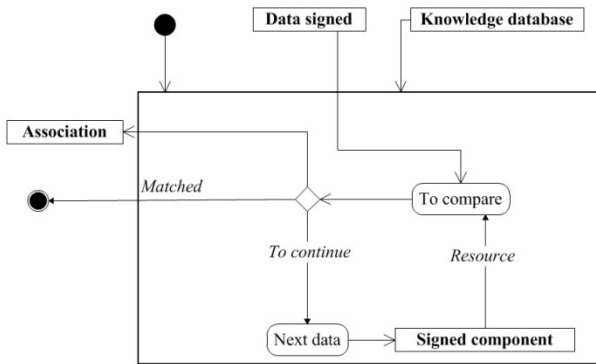 Data signed
Knowledge database
Association
Matched
To compare
To continue
Resource
Next data
Signed component